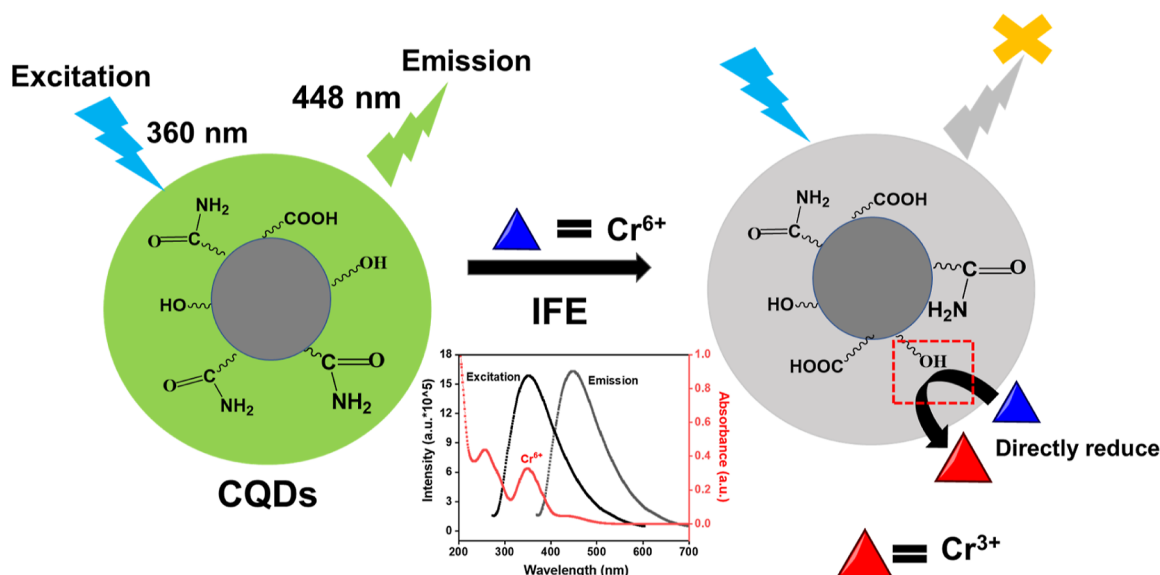 Excitation
360 nm
448 nm
Emission
NH₂
O
C
COOH
OH
HO
O
C
NH₂
C
O
NH₂
CQDs
= Cr⁶⁺
IFE
Intensity (a.u.*10^5)
18
15
12
9
6
3
0
Excitation
Emission
Cr⁶⁺
1.0
0.8
0.6
0.4
0.2
0.0
Absorbance (a.u.)
200 300 400 500 600 700
Wavelength (nm)
NH₂
O
C
COOH
C
O
H₂N
HO
HOOC
OH
Directly reduce
= Cr³⁺